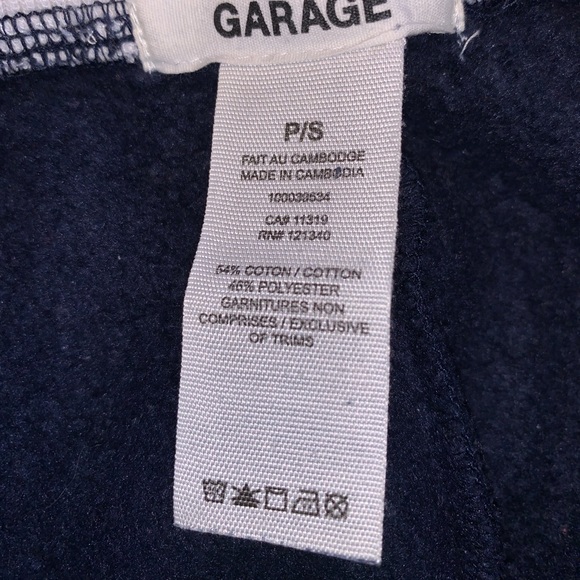 GARAGE
P/S
FAIT AU CAMBODGE
MADE IN CAMBODIA
100039534
CA# 11319
RN# 121340
54% COTON / COTTON
46% POLYESTER
GARNITURES NON
COMPRISES / EXCLUSIVE
OF TRIMS